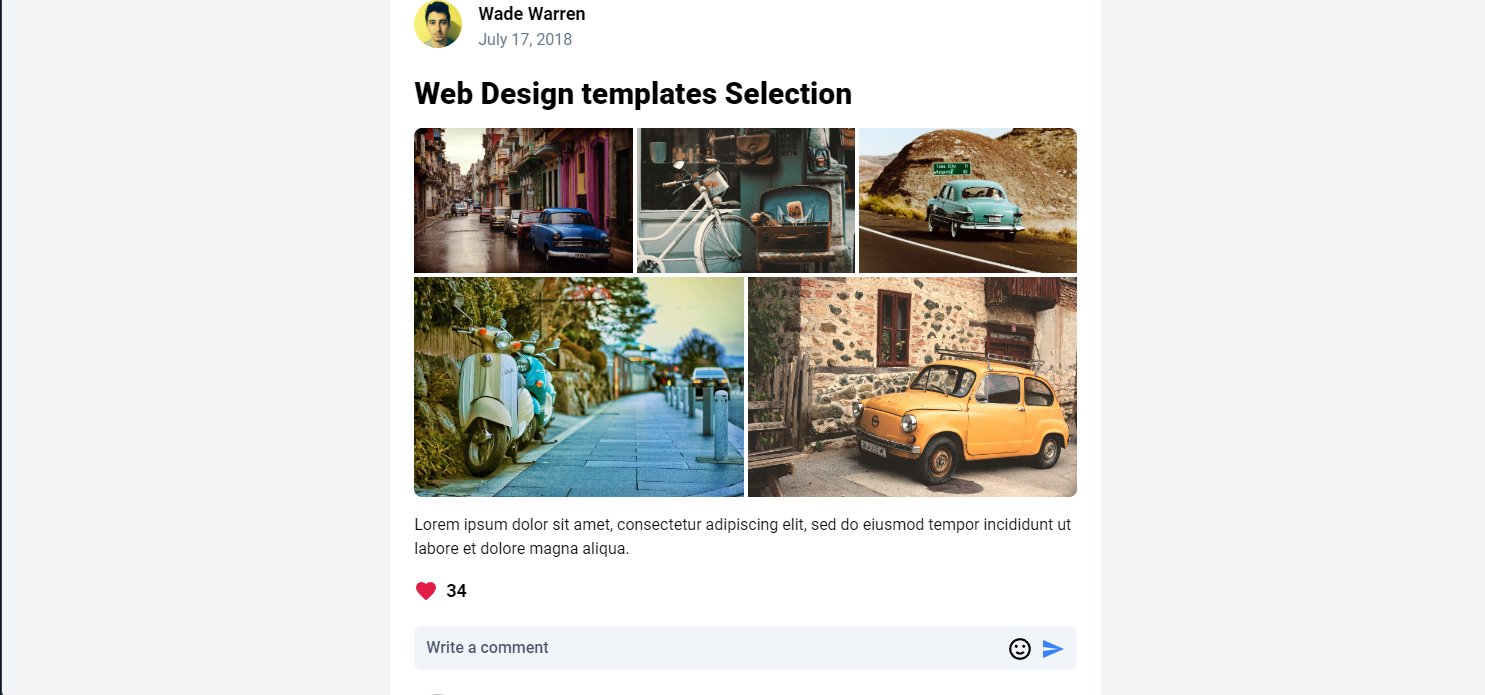 Wade Warren
July 17, 2018
Web Design templates Selection
Lorem ipsum dolor sit amet, consectetur adipiscing elit, sed do eiusmod tempor incididunt ut
labore et dolore magna aliqua.
34
Write a comment